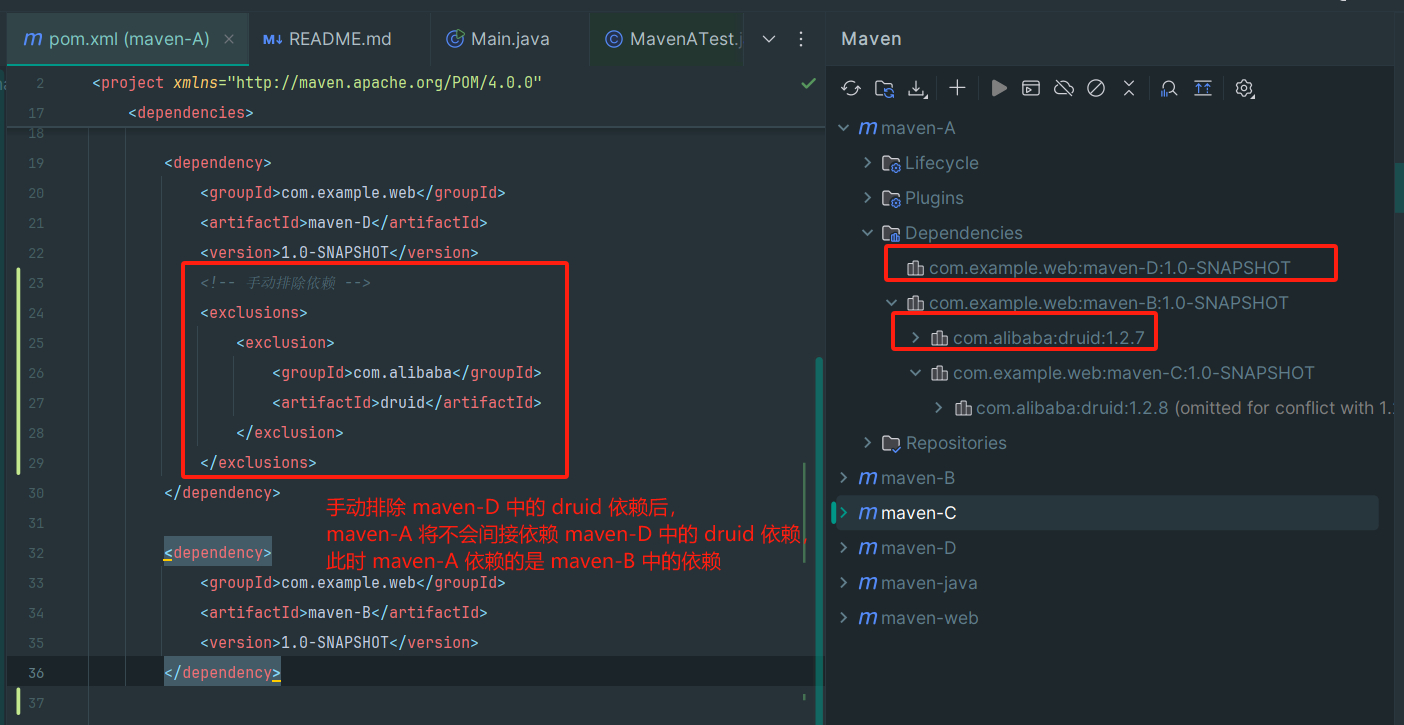 pom.xml (maven-A)
README.md
Main.java
MavenATest.j
Maven
2 <project xmlns="http://maven.apache.org/POM/4.0.0"
17 <dependencies>
18
19 <dependency>
20 <groupId>com.example.web</groupId>
21 <artifactId>maven-D</artifactId>
22 <version>1.0-SNAPSHOT</version>
23 <!-- 手动排除依赖 -->
24 <exclusions>
25 <exclusion>
26 <groupId>com.alibaba</groupId>
27 <artifactId>druid</artifactId>
28 </exclusion>
29 </exclusions>
30 </dependency>
手动排除 maven-D 中的 druid 依赖后，
maven-A 将不会间接依赖 maven-D 中的 druid 依赖，
此时 maven-A 依赖的是 maven-B 中的依赖
31
32 <dependency>
33 <groupId>com.example.web</groupId>
34 <artifactId>maven-B</artifactId>
35 <version>1.0-SNAPSHOT</version>
36 </dependency>
37
maven-A
Lifecycle
Plugins
Dependencies
com.example.web:maven-D:1.0-SNAPSHOT
com.example.web:maven-B:1.0-SNAPSHOT
com.alibaba:druid:1.2.7
com.example.web:maven-C:1.0-SNAPSHOT
com.alibaba:druid:1.2.8 (omitted for conflict with 1.
Repositories
maven-B
maven-C
maven-D
maven-java
maven-web